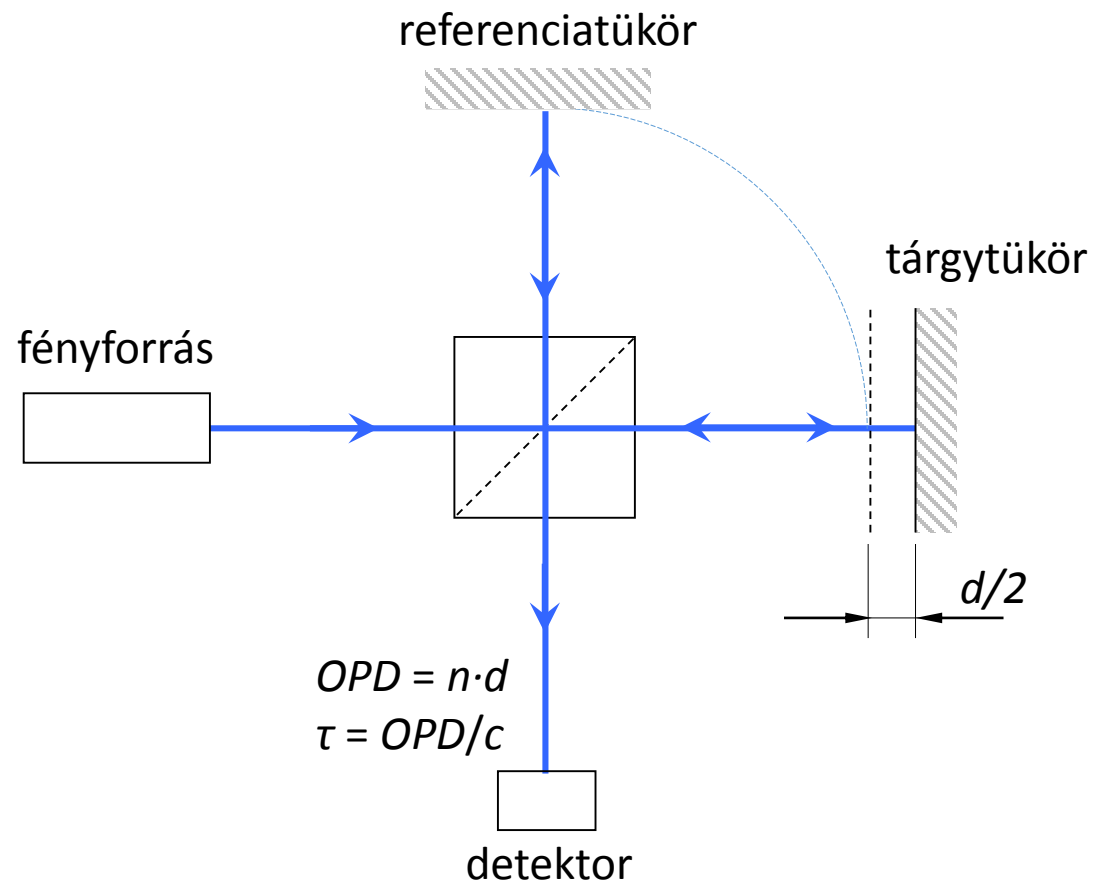 referenciatükör
tárgytükör
fényforrás
d/2
OPD = n·d
τ = OPD/c
detektor